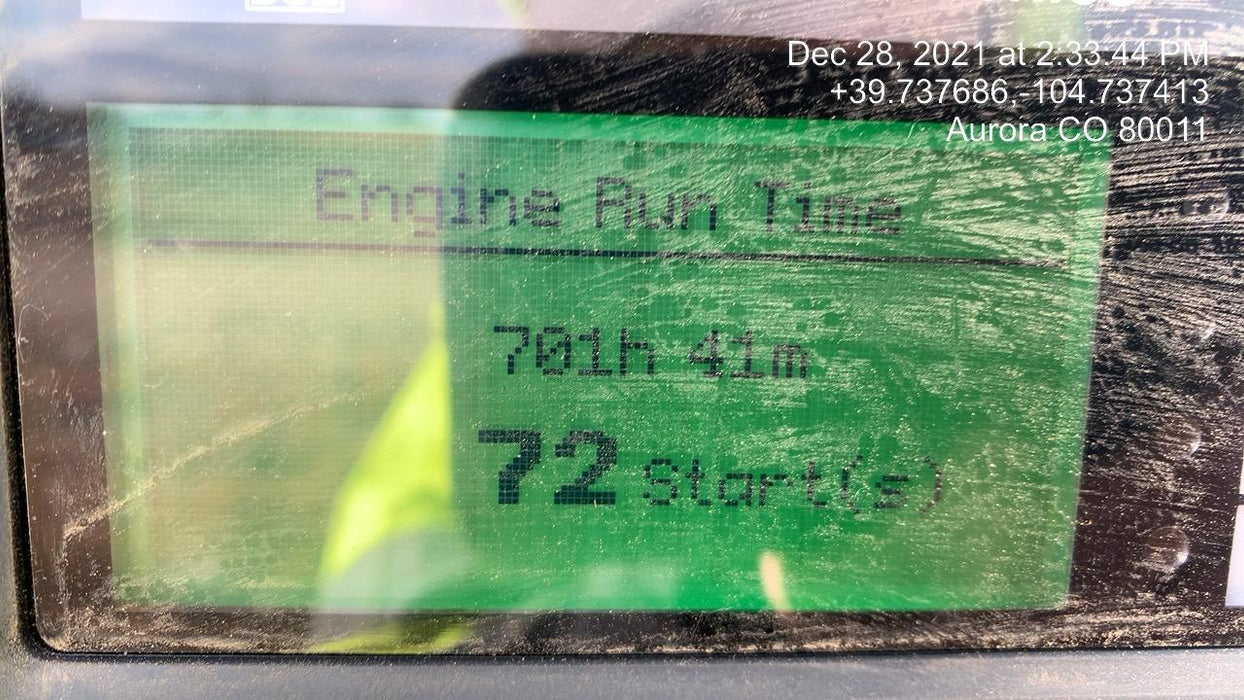 Dec 28, 2021 at 2:33:44 PM
+39.737686,-104.737413
Aurora CO 80011
Engine Run Time
701h 41m
72 Start(s)